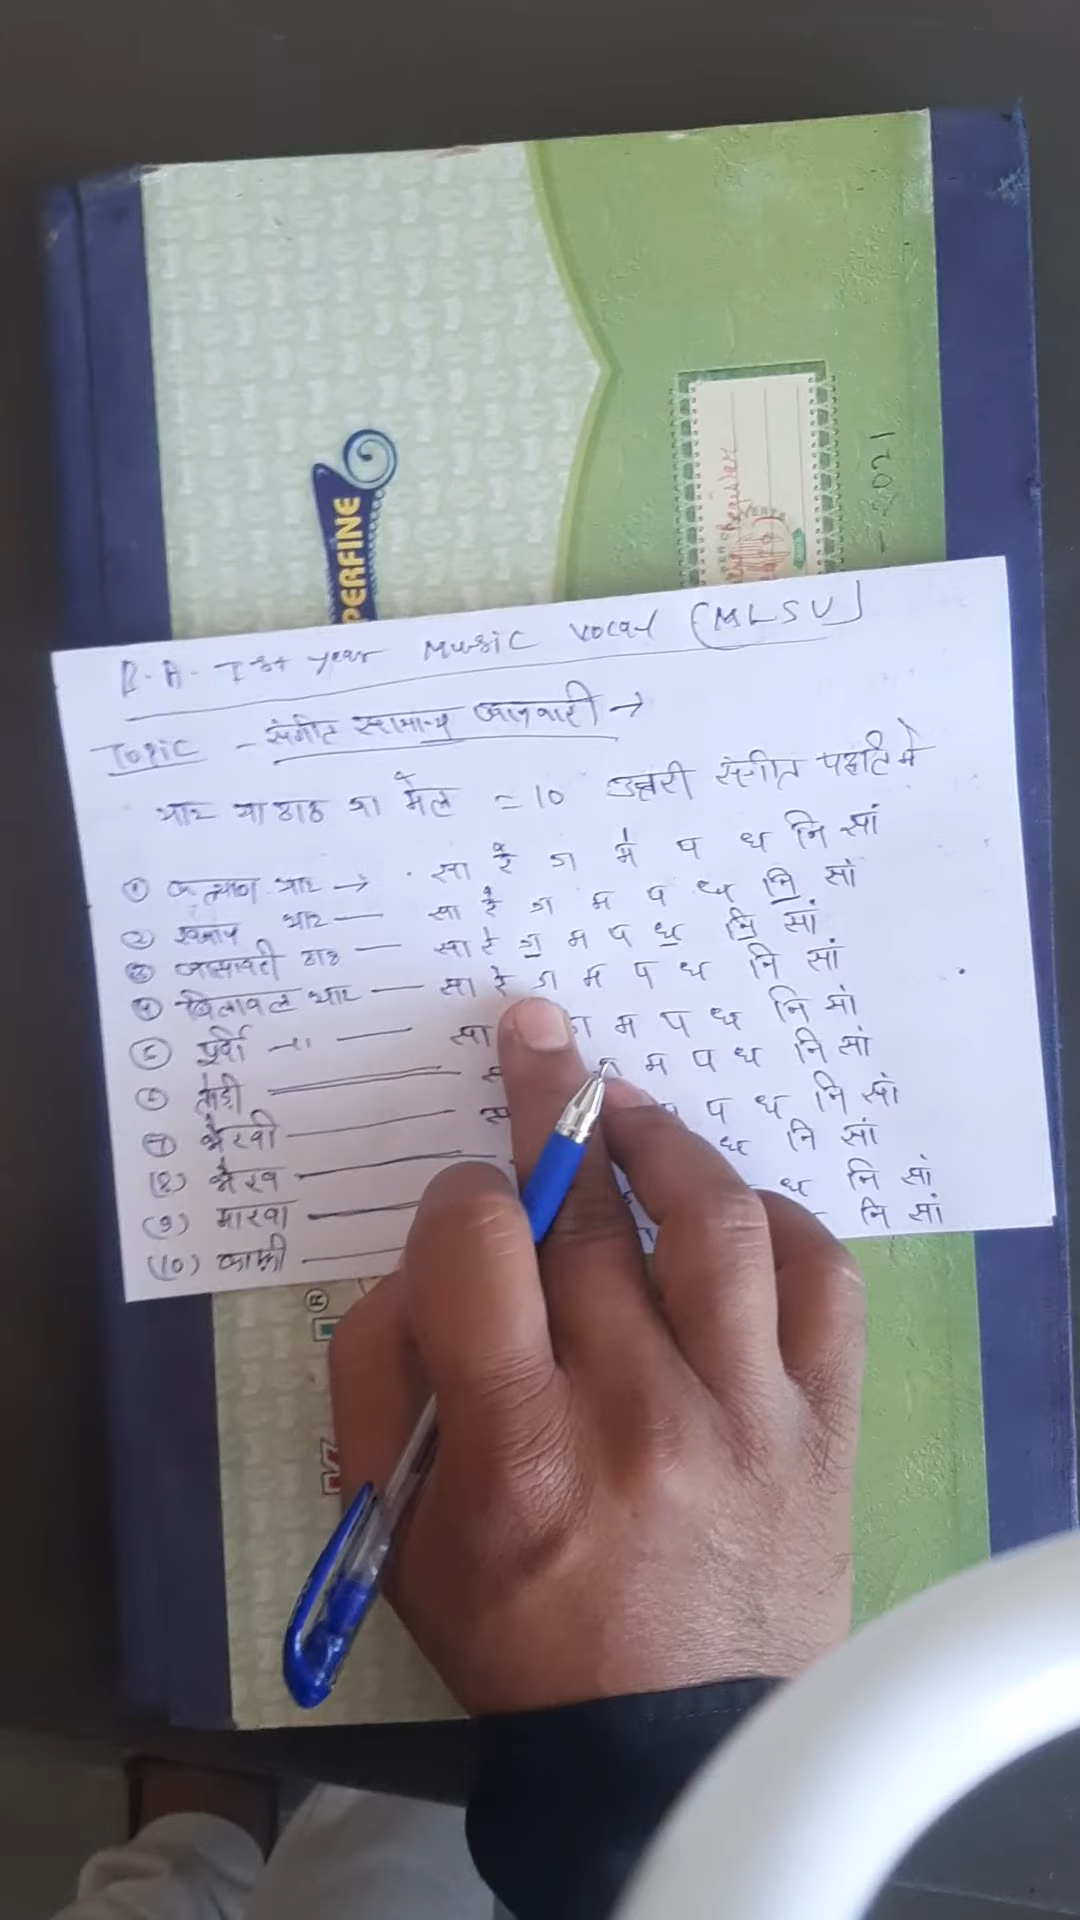 PERFINE
2021
B.A. Ist year Music Vocal (MLSU)
Topic - संगीत सामान्य जानकारी →
थाट या ठाठ या मेल = 10 उत्तरी संगीत पद्धति में
① कल्याण थाट → सा रे ग मे प ध नि सां
② खमाज थाट — सा रे ग म प ध नि॒ सां
③ आसावरी ठाठ — सा रे ग॒ म प ध॒ नि॒ सां
④ बिलावल थाट — सा रे ग म प ध नि सां
⑤ पूर्वी -"- — सा ग म प ध नि सां
⑥ तोड़ी — म प ध नि सां
⑦ भैरवी — प ध नि सां
(8) भैरव — ध नि सां
(9) मारवा — ध नि सां
(10) काफी — नि सां